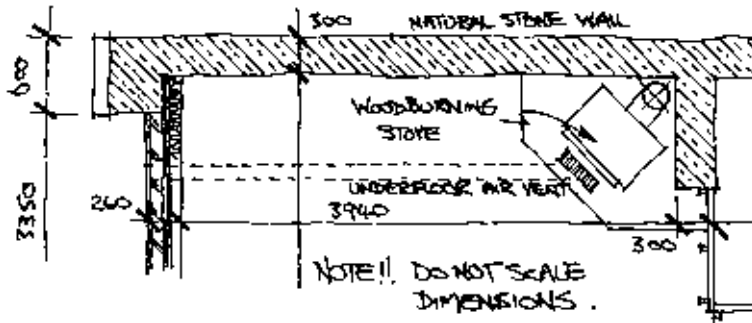 300 NATURAL STONE WALL
600
WOODBURNING
STOVE
UNDERFLOOR AIR VENT
3350
260
3940
300
NOTE!! DO NOT SCALE
DIMENSIONS.